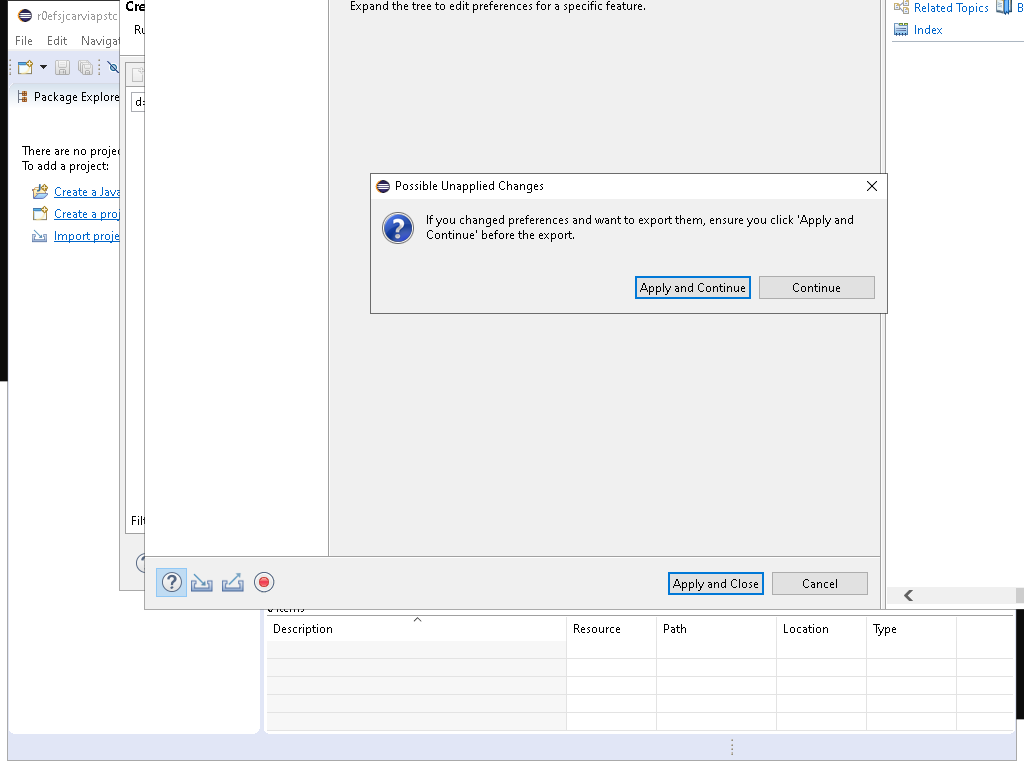 r0efsjcarviapstc
File Edit Navigat
Package Explore
There are no projec
To add a project:
Create a Java
Create a proj
Import proje
Cre
Ru
d:
Filt
Expand the tree to edit preferences for a specific feature.
Related Topics B
Index
Possible Unapplied Changes
If you changed preferences and want to export them, ensure you click 'Apply and
Continue' before the export.
Apply and Continue Continue
Apply and Close Cancel
0 items
Description Resource Path Location Type